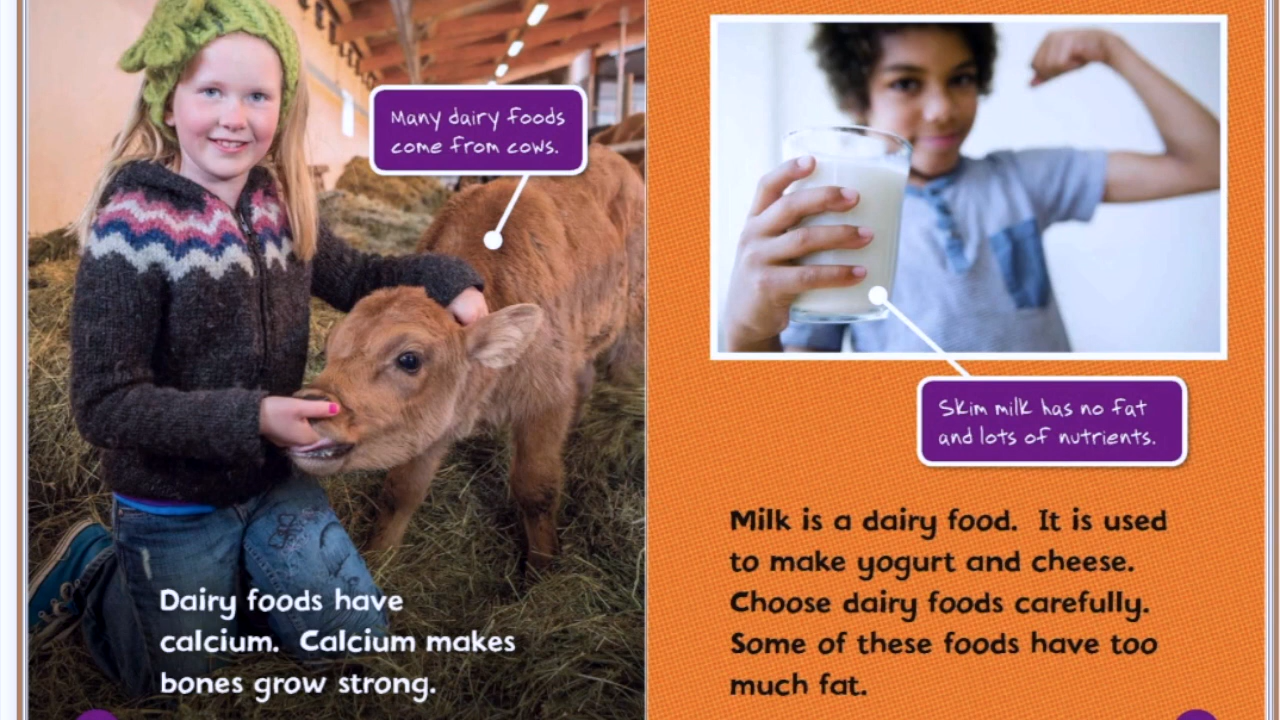 Many dairy foods
come from cows.
Dairy foods have
calcium. Calcium makes
bones grow strong.
Skim milk has no fat
and lots of nutrients.
Milk is a dairy food. It is used
to make yogurt and cheese.
Choose dairy foods carefully.
Some of these foods have too
much fat.